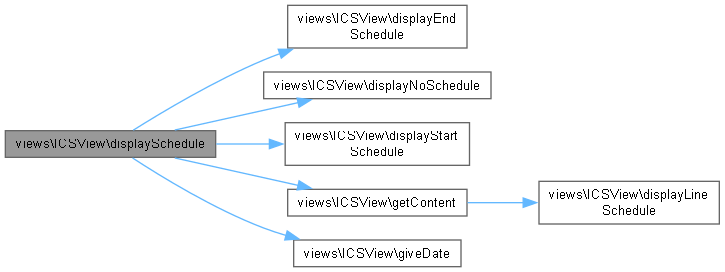 views\ICSView\displayEnd
Schedule
views\ICSView\displayNoSchedule
views\ICSView\displaySchedule
views\ICSView\displayStart
Schedule
views\ICSView\getContent
views\ICSView\displayLine
Schedule
views\ICSView\giveDate